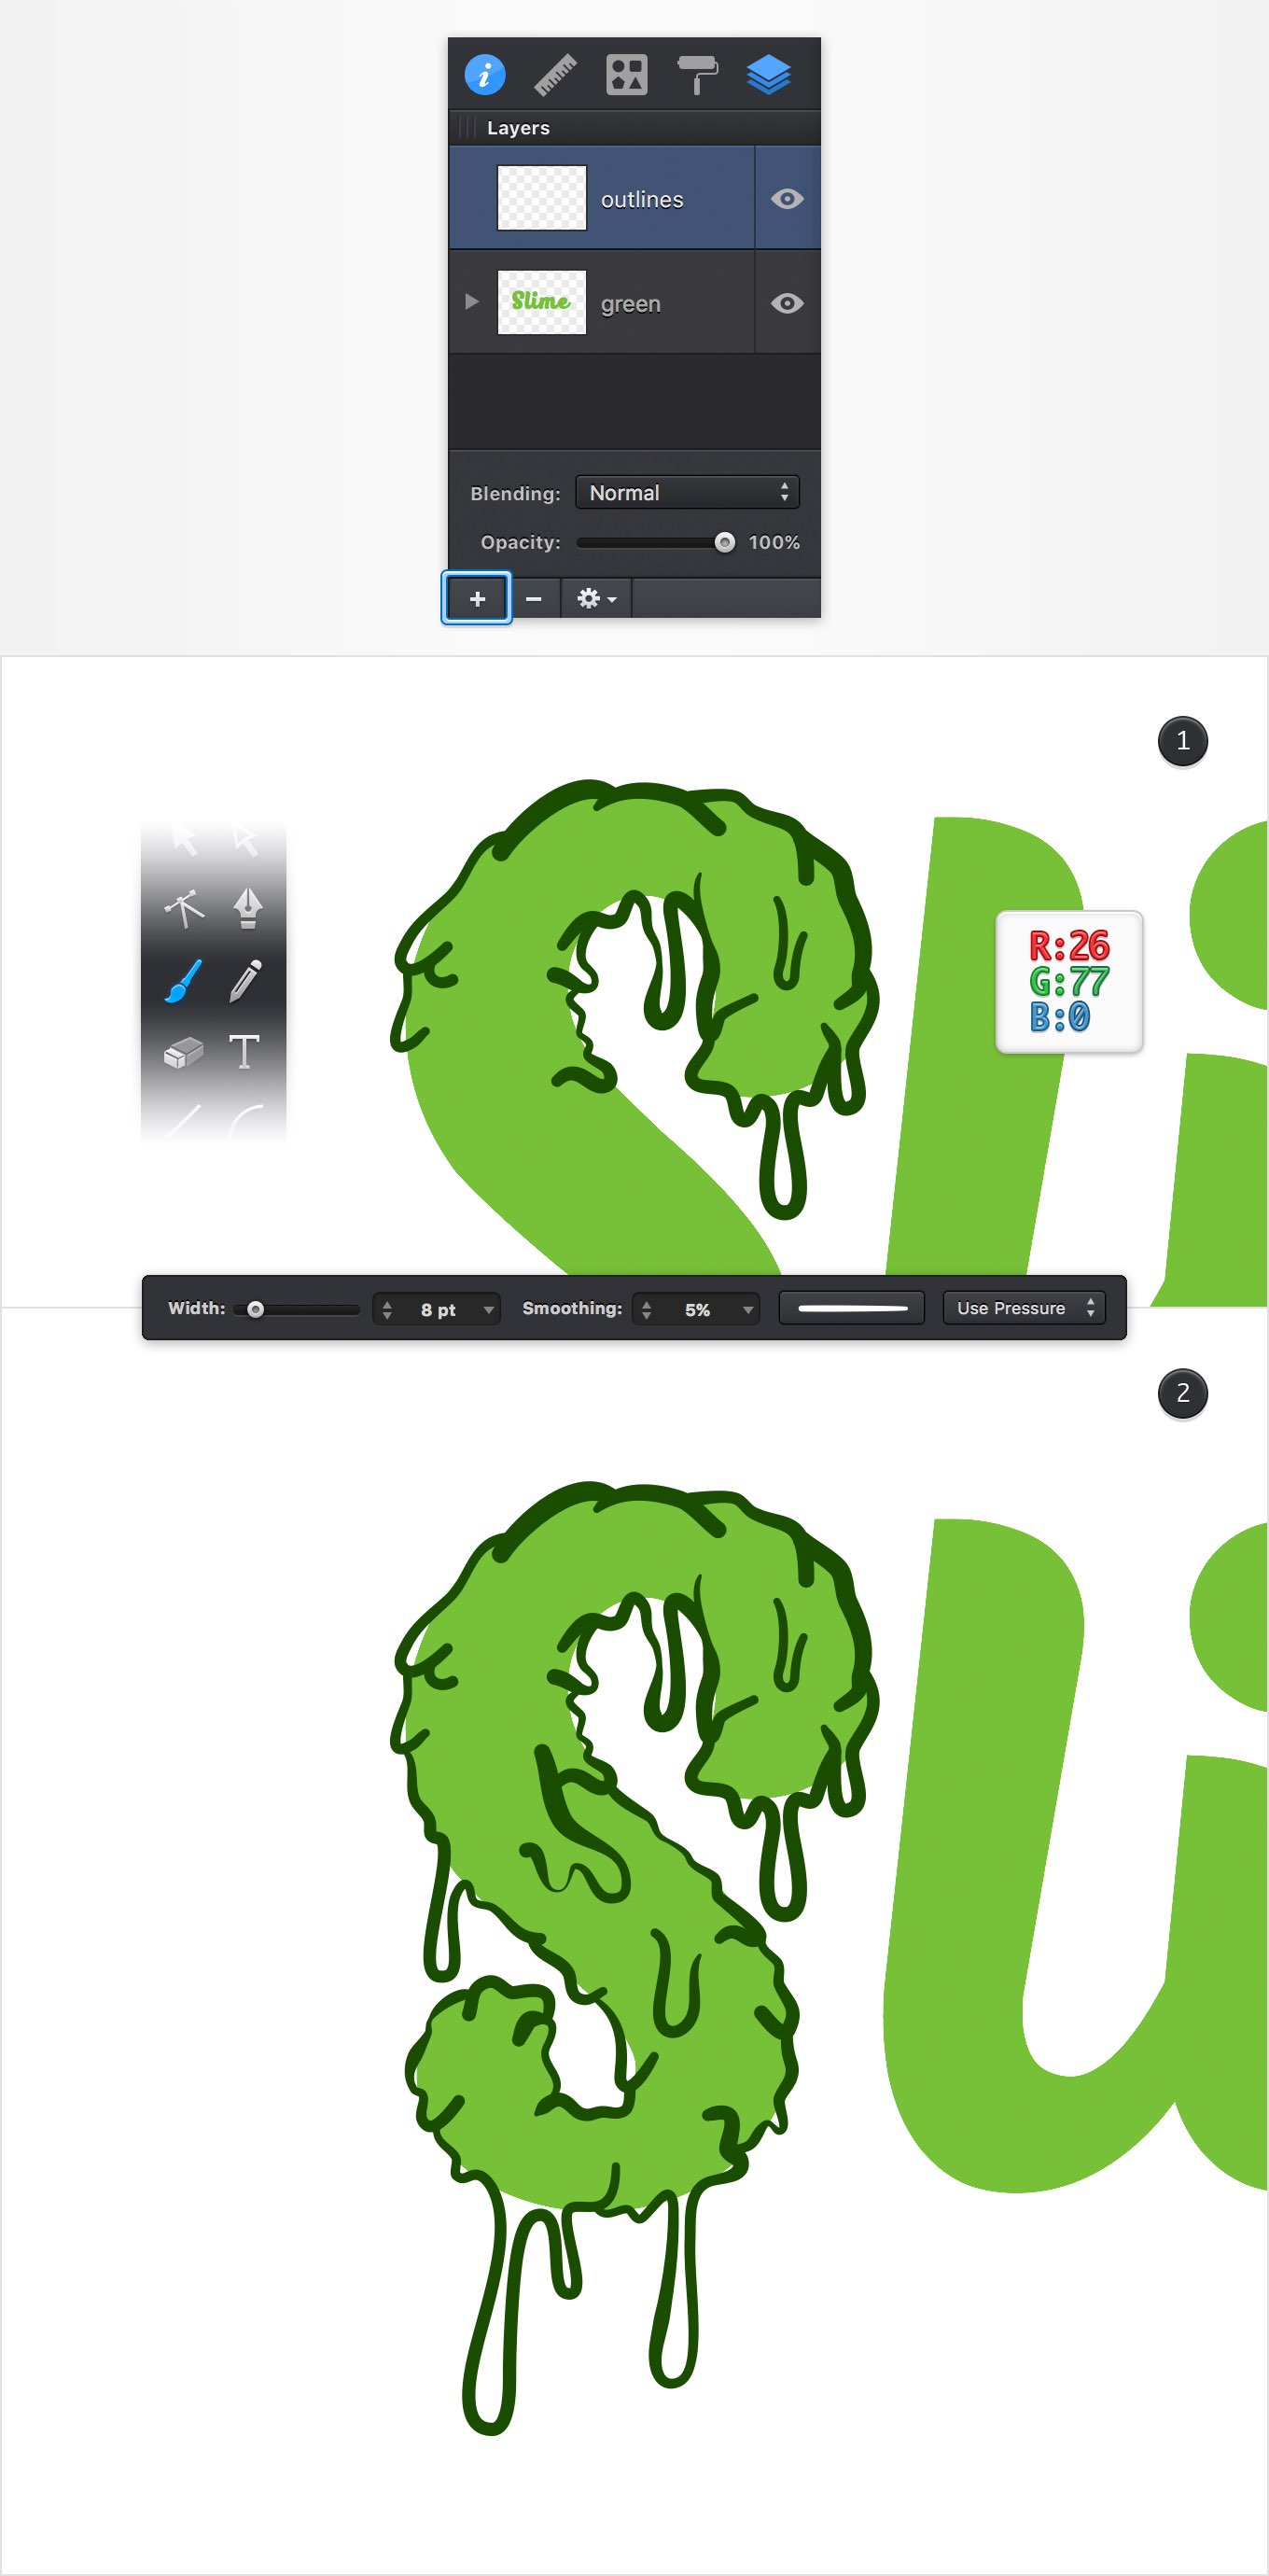 Layers
outlines
Slime
green
Blending: Normal
Opacity: 100%
1
R:26
G:77
B:0
T
Width: 8 pt Smoothing: 5% Use Pressure
2
Sli
S